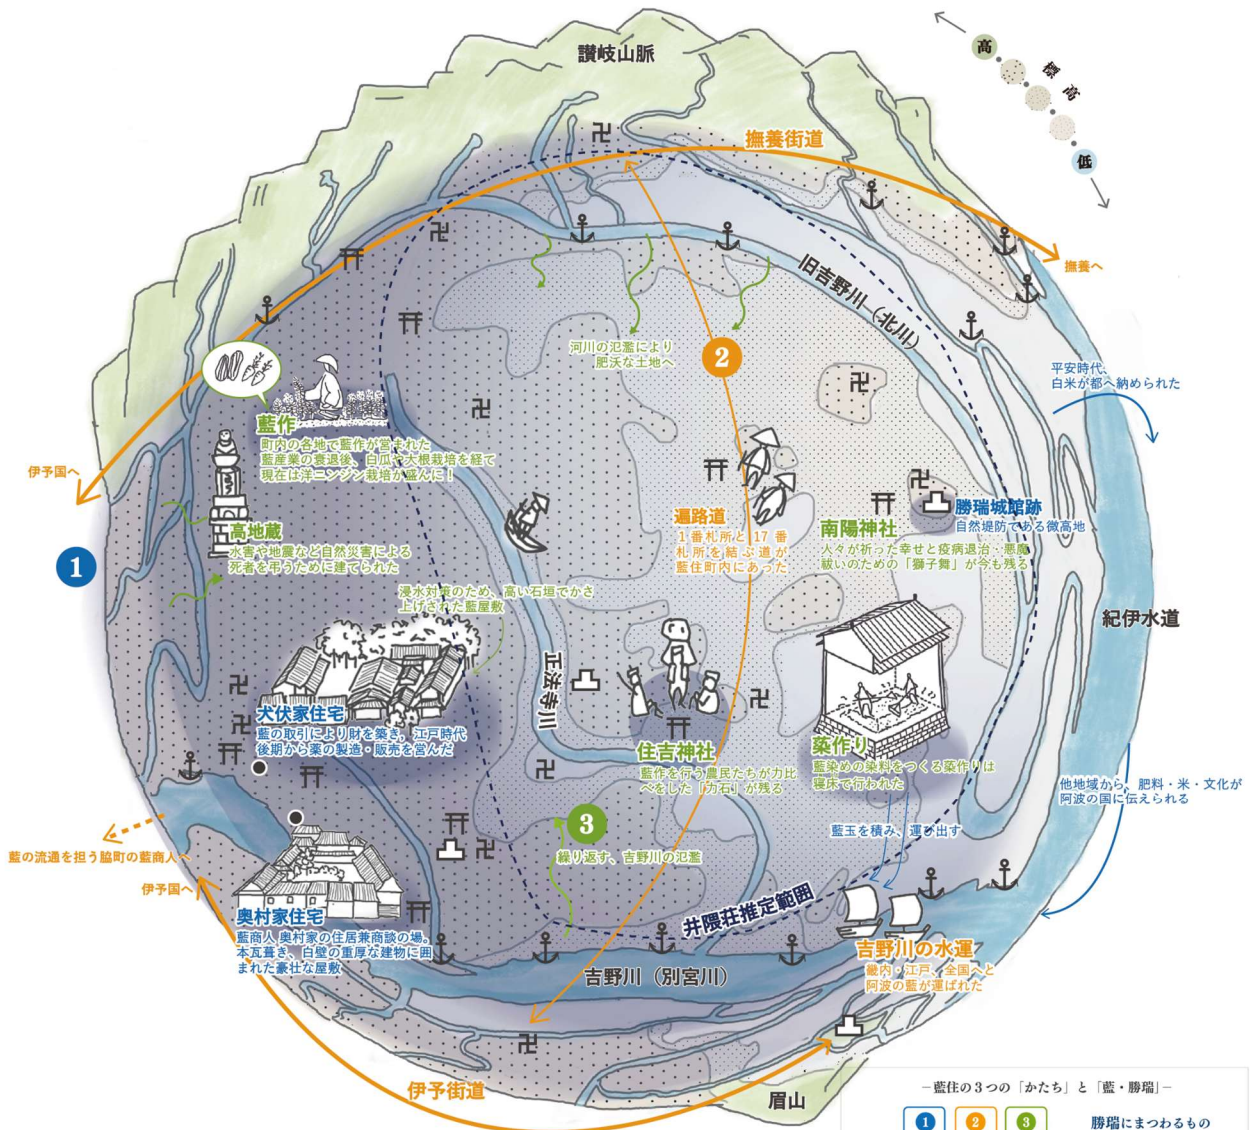 讃岐山脈
高
標高
低
撫養街道
撫養へ
旧吉野川（北川）
河川の氾濫により
肥沃な土地へ
2
平安時代、
白米が都へ納められた
藍作
町内の各地で藍作が営まれた
藍産業の衰退後、白瓜や大根栽培を経て
現在は洋ニンジン栽培が盛んに！
伊予国へ
高地蔵
水害や地震など自然災害による
死者を弔うために建てられた
1
遍路道
1番札所と17番
札所を結ぶ道が
藍住町内にあった
勝瑞城館跡
自然堤防である微高地
南陽神社
人々が祈った幸せと疫病退治・悪魔
祓いのための「獅子舞」が今も残る
浸水対策のため、高い石垣でかさ
上げされた藍屋敷
紀伊水道
正法寺川
犬伏家住宅
藍の取引により財を築き、江戸時代
後期から薬の製造・販売を営んだ
住吉神社
藍作を行う農民たちが力比
べをした「力石」が残る
蒅作り
藍染めの染料をつくる蒅作りは
寝床で行われた
他地域から、肥料・米・文化が
阿波の国に伝えられる
3
繰り返す、吉野川の氾濫
藍玉を積み、運び出す
藍の流通を担う脇町の藍商人へ
伊予国へ
奥村家住宅
藍商人 奥村家の住居兼商談の場。
本瓦葺き、白壁の重厚な建物に囲
まれた豪壮な屋敷
井隈荘推定範囲
吉野川（別宮川）
吉野川の水運
畿内・江戸、全国へと
阿波の藍が運ばれた
伊予街道
眉山
－藍住の3つの「かたち」と「藍・勝瑞」－
1 2 3 勝瑞にまつわるもの